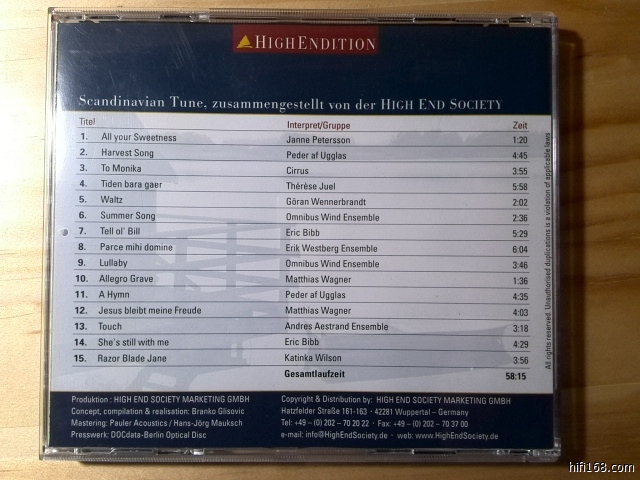 HIGHENDITION
Scandinavian Tune, zusammengestellt von der HIGH END SOCIETY
Titel Interpret/Gruppe Zeit
1. All your Sweetness Janne Petersson 1:20
2. Harvest Song Peder af Ugglas 4:45
3. To Monika Cirrus 3:55
4. Tiden bara gaer Thérèse Juel 5:58
5. Waltz Göran Wennerbrandt 2:02
6. Summer Song Omnibus Wind Ensemble 2:36
7. Tell ol' Bill Eric Bibb 5:29
8. Parce mihi domine Erik Westberg Ensemble 6:04
9. Lullaby Omnibus Wind Ensemble 3:46
10. Allegro Grave Matthias Wagner 1:36
11. A Hymn Peder af Ugglas 4:35
12. Jesus bleibt meine Freude Matthias Wagner 4:03
13. Touch Andres Aestrand Ensemble 3:18
14. She's still with me Eric Bibb 4:29
15. Razor Blade Jane Katinka Wilson 3:56
Gesamtlaufzeit 58:15
All rights reserved. Unauthorised duplications is a violation of applicable laws
Produktion : HIGH END SOCIETY MARKETING GMBH
Concept, compilation & realisation: Branko Glisovic
Mastering: Pauler Acoustics / Hans-Jörg Mauksch
Presswerk: DOCdata-Berlin Optical Disc
Copyright & Distribution by: HIGH END SOCIETY MARKETING GMBH
Hatzfelder Straße 161-163 · 42281 Wuppertal – Germany
Tel: +49 – (0) 202 – 70 20 22 · Fax: +49 – (0) 202 – 70 37 00
e-mail: info@HighEndSociety.de · web: www.HighEndSociety.de
hifi168.com